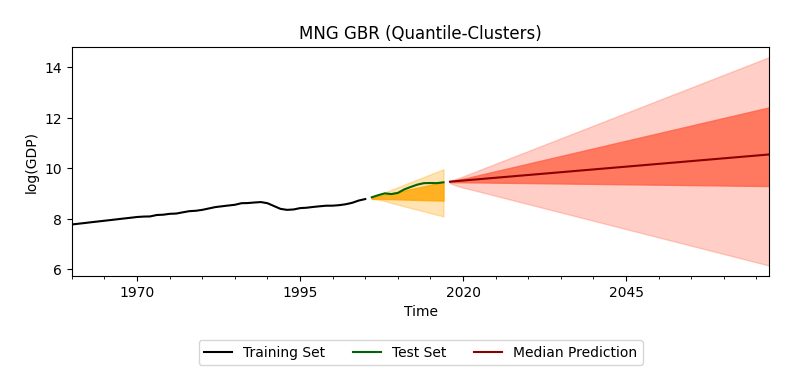 MNG GBR (Quantile-Clusters)
14
12
10
8
6
log(GDP)
1970
1995
2020
2045
Time
Training Set
Test Set
Median Prediction